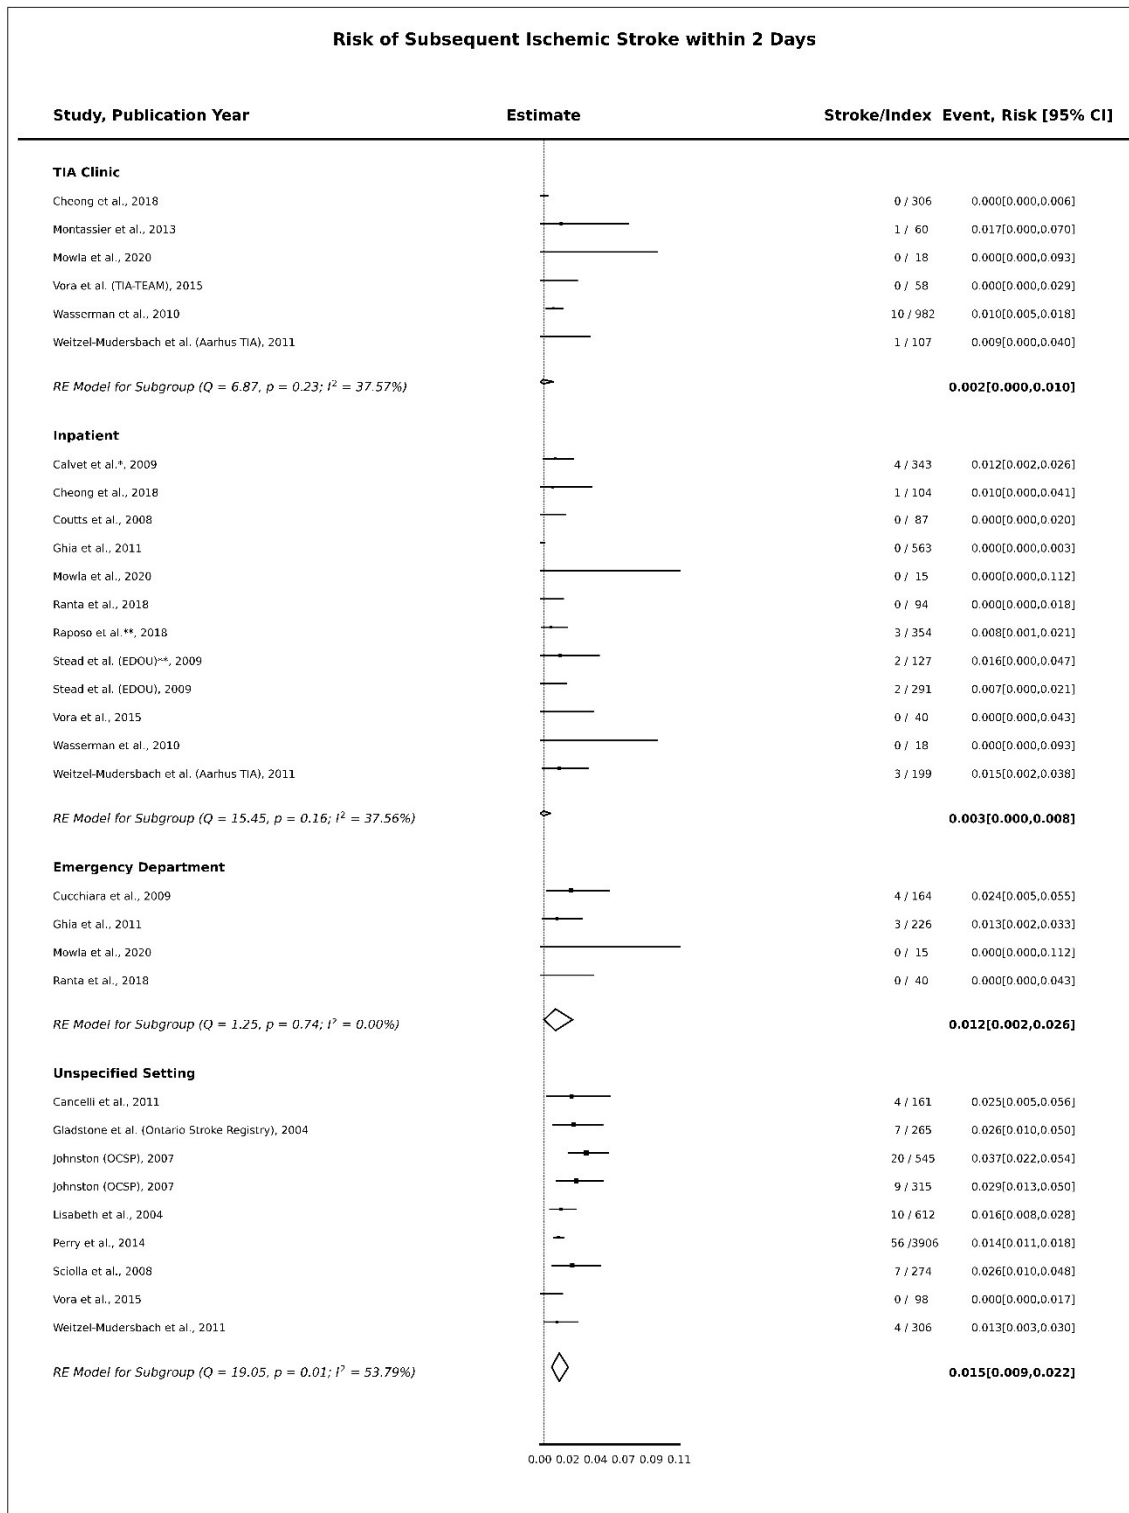 Risk of Subsequent Ischemic Stroke within 2 Days
Study, Publication Year Estimate Stroke/Index Event, Risk [95% CI]
TIA Clinic
Cheong et al., 2018 0 / 306 0.000[0.000,0.006]
Montassier et al., 2013 1 / 60 0.017[0.000,0.070]
Mowla et al., 2020 0 / 18 0.000[0.000,0.093]
Vora et al. (TIA-TEAM), 2015 0 / 58 0.000[0.000,0.029]
Wasserman et al., 2010 10 / 982 0.010[0.005,0.018]
Weitzel-Mudersbach et al. (Aarhus TIA), 2011 1 / 107 0.009[0.000,0.040]
RE Model for Subgroup (Q = 6.87, p = 0.23; I² = 37.57%) 0.002[0.000,0.010]
Inpatient
Calvet et al.*, 2009 4 / 343 0.012[0.002,0.026]
Cheong et al., 2018 1 / 104 0.010[0.000,0.041]
Coutts et al., 2008 0 / 87 0.000[0.000,0.020]
Ghia et al., 2011 0 / 563 0.000[0.000,0.003]
Mowla et al., 2020 0 / 15 0.000[0.000,0.112]
Ranta et al., 2018 0 / 94 0.000[0.000,0.018]
Raposo et al.**, 2018 3 / 354 0.008[0.001,0.021]
Stead et al. (EDOU)**, 2009 2 / 127 0.016[0.000,0.047]
Stead et al. (EDOU), 2009 2 / 291 0.007[0.000,0.021]
Vora et al., 2015 0 / 40 0.000[0.000,0.043]
Wasserman et al., 2010 0 / 18 0.000[0.000,0.093]
Weitzel-Mudersbach et al. (Aarhus TIA), 2011 3 / 199 0.015[0.002,0.038]
RE Model for Subgroup (Q = 15.45, p = 0.16; I² = 37.56%) 0.003[0.000,0.008]
Emergency Department
Cucchiara et al., 2009 4 / 164 0.024[0.005,0.055]
Ghia et al., 2011 3 / 226 0.013[0.002,0.033]
Mowla et al., 2020 0 / 15 0.000[0.000,0.112]
Ranta et al., 2018 0 / 40 0.000[0.000,0.043]
RE Model for Subgroup (Q = 1.25, p = 0.74; I² = 0.00%) 0.012[0.002,0.026]
Unspecified Setting
Cancelli et al., 2011 4 / 161 0.025[0.005,0.056]
Gladstone et al. (Ontario Stroke Registry), 2004 7 / 265 0.026[0.010,0.050]
Johnston (OCSP), 2007 20 / 545 0.037[0.022,0.054]
Johnston (OCSP), 2007 9 / 315 0.029[0.013,0.050]
Lisabeth et al., 2004 10 / 612 0.016[0.008,0.028]
Perry et al., 2014 56 /3906 0.014[0.011,0.018]
Sciolla et al., 2008 7 / 274 0.026[0.010,0.048]
Vora et al., 2015 0 / 98 0.000[0.000,0.017]
Weitzel-Mudersbach et al., 2011 4 / 306 0.013[0.003,0.030]
RE Model for Subgroup (Q = 19.05, p = 0.01; I² = 53.79%) 0.015[0.009,0.022]
0.00 0.02 0.04 0.07 0.09 0.11